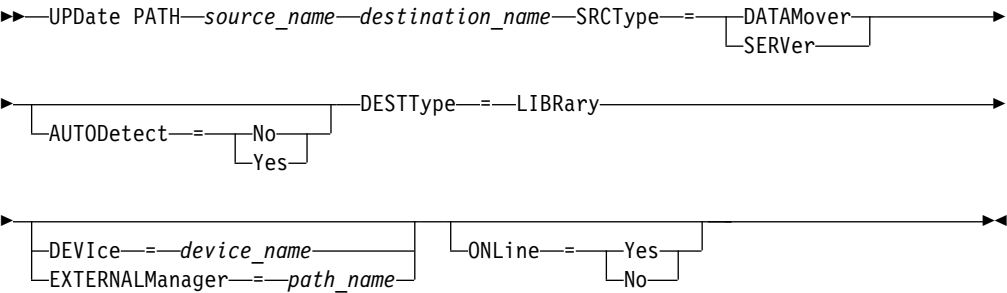 UPDate PATH source_name destination_name SRCType = DATAMover
SERVer
DESTType = LIBRary
AUTODetect = No
Yes
DEVIce = device_name
EXTERNALManager = path_name
ONLine = Yes
No